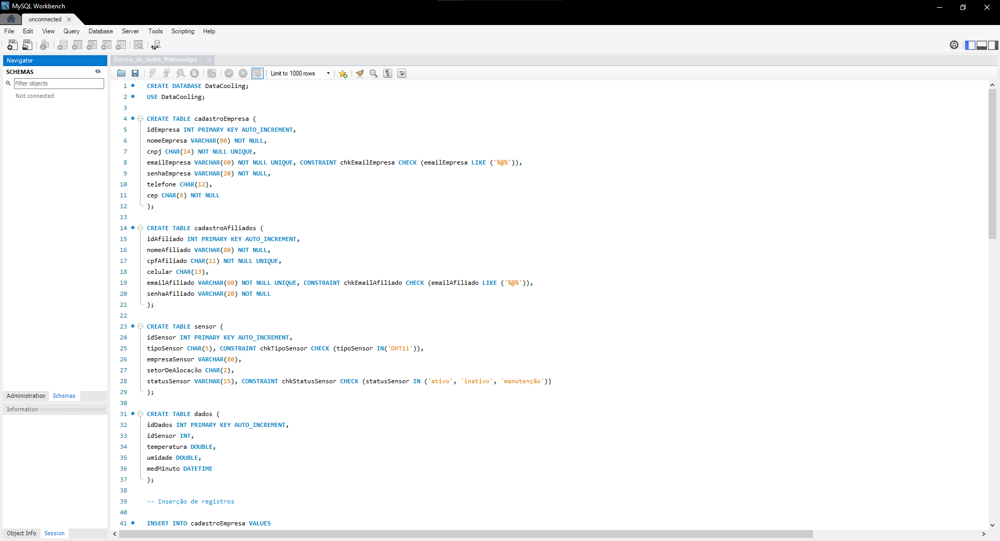 MySQL Workbench
unconnected
File Edit View Query Database Server Tools Scripting Help
Navigator
SCHEMAS
Filter objects
Not connected
Administration Schemas
Information
Object Info Session
Banco_de_dados_MatheusAgui...
Limit to 1000 rows
1 CREATE DATABASE DataCooling;
2 USE DataCooling;
3
4 CREATE TABLE cadastroEmpresa (
5 idEmpresa INT PRIMARY KEY AUTO_INCREMENT,
6 nomeEmpresa VARCHAR(80) NOT NULL,
7 cnpj CHAR(14) NOT NULL UNIQUE,
8 emailEmpresa VARCHAR(60) NOT NULL UNIQUE, CONSTRAINT chkEmailEmpresa CHECK (emailEmpresa LIKE ('%@%')),
9 senhaEmpresa VARCHAR(20) NOT NULL,
10 telefone CHAR(12),
11 cep CHAR(8) NOT NULL
12 );
13
14 CREATE TABLE cadastroAfiliados (
15 idAfiliado INT PRIMARY KEY AUTO_INCREMENT,
16 nomeAfiliado VARCHAR(80) NOT NULL,
17 cpfAfiliado CHAR(11) NOT NULL UNIQUE,
18 celular CHAR(13),
19 emailAfiliado VARCHAR(60) NOT NULL UNIQUE, CONSTRAINT chkEmailAfiliado CHECK (emailAfiliado LIKE ('%@%')),
20 senhaAfiliado VARCHAR(20) NOT NULL
21 );
22
23 CREATE TABLE sensor (
24 idSensor INT PRIMARY KEY AUTO_INCREMENT,
25 tipoSensor CHAR(5), CONSTRAINT chkTipoSensor CHECK (tipoSensor IN('DHT11')),
26 empresaSensor VARCHAR(80),
27 setorDeAlocação CHAR(2),
28 statusSensor VARCHAR(15), CONSTRAINT chkStatusSensor CHECK (statusSensor IN ('ativo', 'inativo', 'manutenção'))
29 );
30
31 CREATE TABLE dados (
32 idDados INT PRIMARY KEY AUTO_INCREMENT,
33 idSensor INT,
34 temperatura DOUBLE,
35 umidade DOUBLE,
36 medMinuto DATETIME
37 );
38
39 -- Inserção de registros
40
41 INSERT INTO cadastroEmpresa VALUES